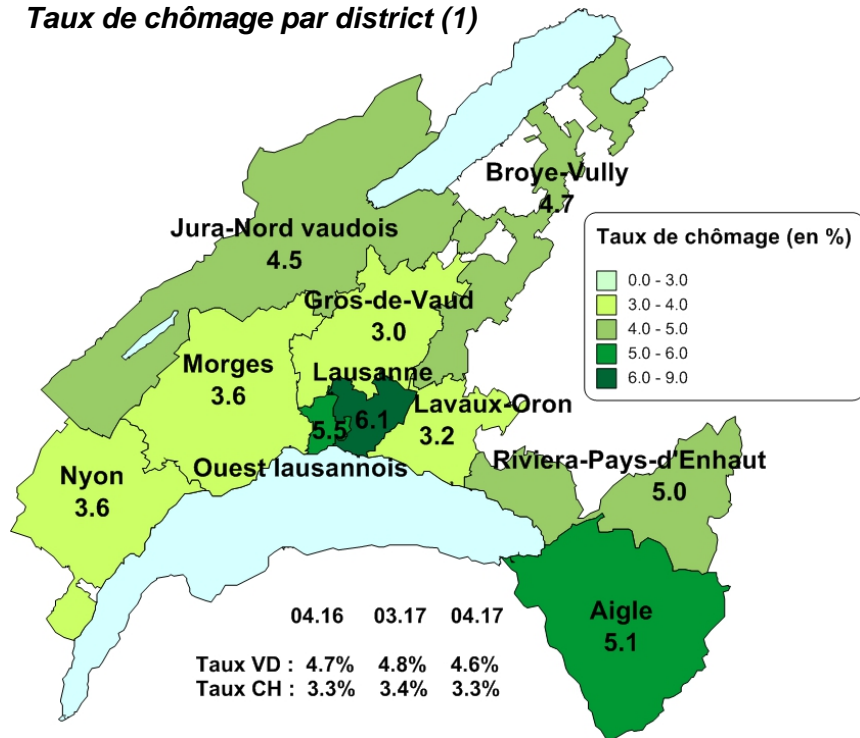 Taux de chômage par district (1)
Broye-Vully
4.7
Jura-Nord vaudois
4.5
Taux de chômage (en %)
0.0 - 3.0
3.0 - 4.0
4.0 - 5.0
5.0 - 6.0
6.0 - 9.0
Gros-de-Vaud
3.0
Morges
3.6
Lausanne
6.1
5.5
Lavaux-Oron
3.2
Ouest lausannois
Riviera-Pays-d'Enhaut
5.0
Nyon
3.6
Aigle
5.1
04.16 03.17 04.17
Taux VD : 4.7% 4.8% 4.6%
Taux CH : 3.3% 3.4% 3.3%